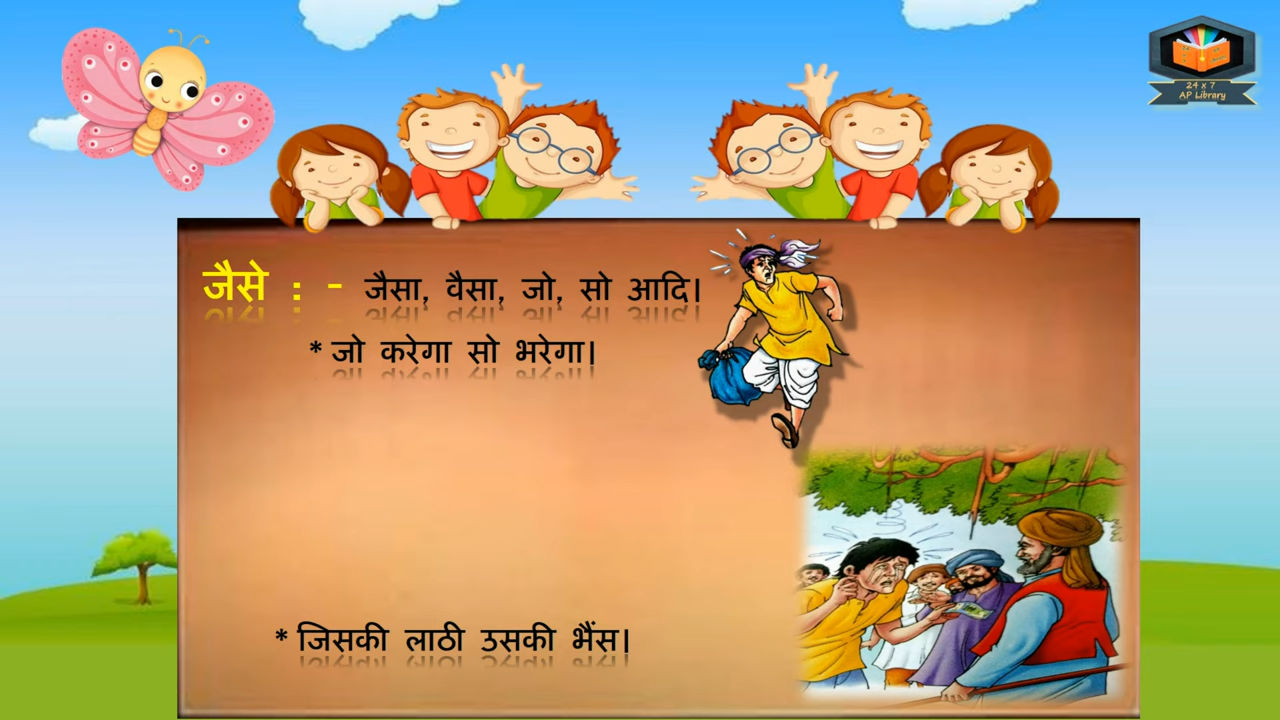 24 x 7
AP Library
जैसे : - जैसा, वैसा, जो, सो आदि।
* जो करेगा सो भरेगा।
* जिसकी लाठी उसकी भैंस।